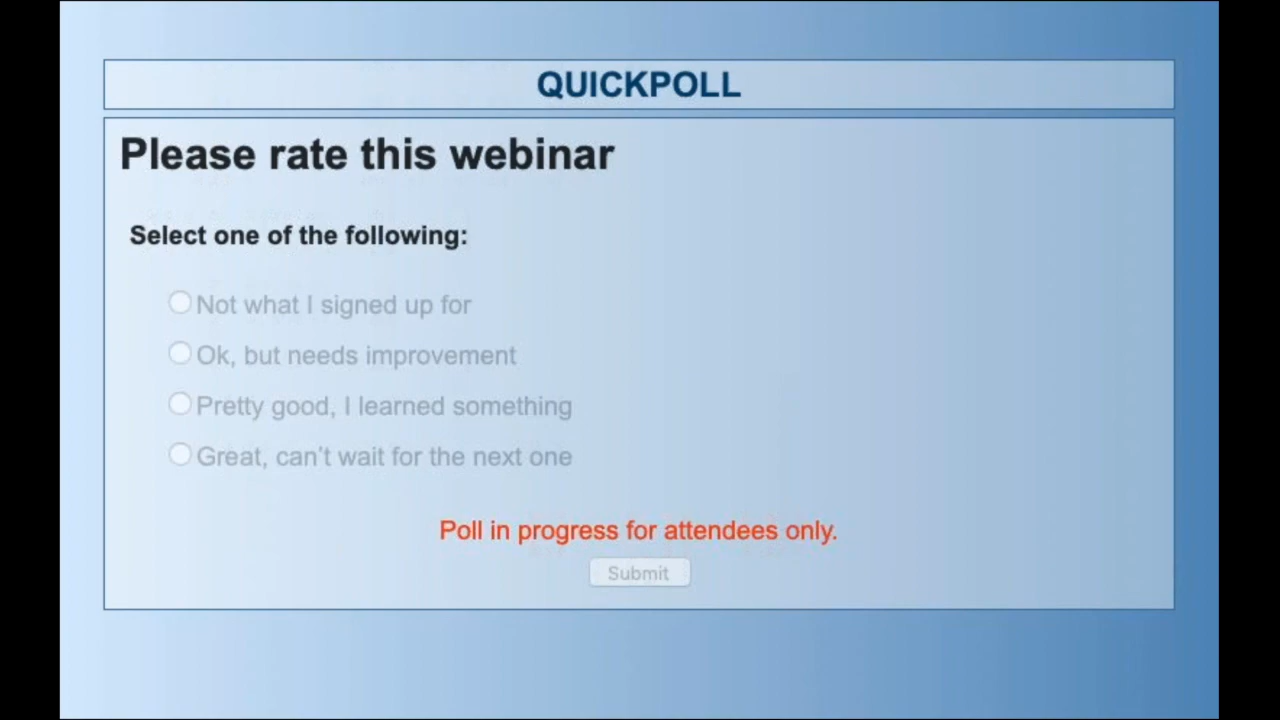 QUICKPOLL
Please rate this webinar
Select one of the following:
Not what I signed up for
Ok, but needs improvement
Pretty good, I learned something
Great, can't wait for the next one
Poll in progress for attendees only.
Submit